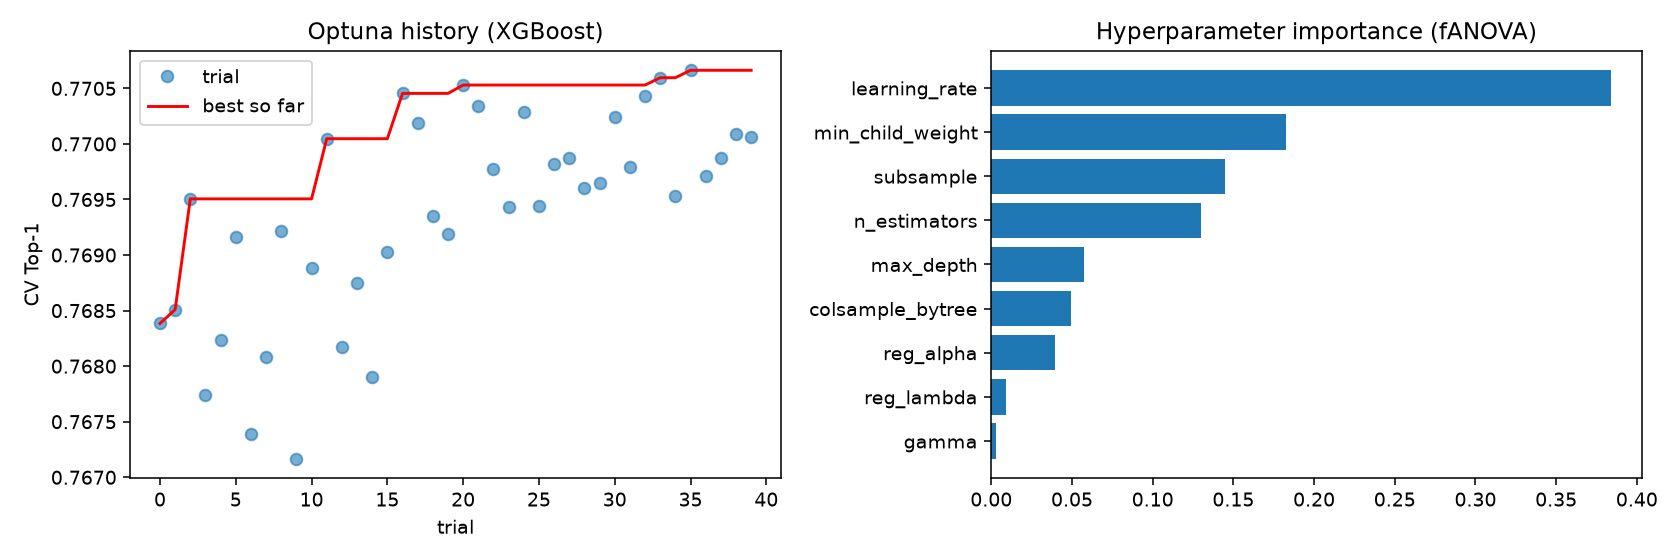 Optuna history (XGBoost)
trial
best so far
CV Top-1
0.7705
0.7700
0.7695
0.7690
0.7685
0.7680
0.7675
0.7670
0 5 10 15 20 25 30 35 40
trial
Hyperparameter importance (fANOVA)
learning_rate
min_child_weight
subsample
n_estimators
max_depth
colsample_bytree
reg_alpha
reg_lambda
gamma
0.00 0.05 0.10 0.15 0.20 0.25 0.30 0.35 0.40